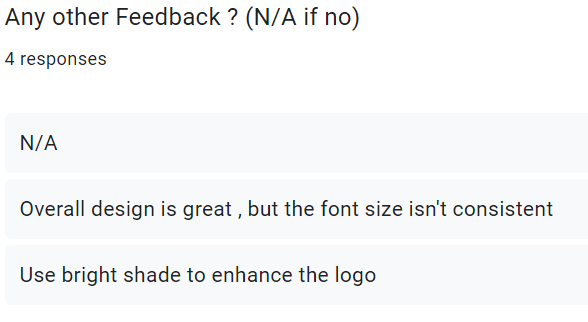 Any other Feedback ? (N/A if no)
4 responses
N/A
Overall design is great , but the font size isn't consistent
Use bright shade to enhance the logo